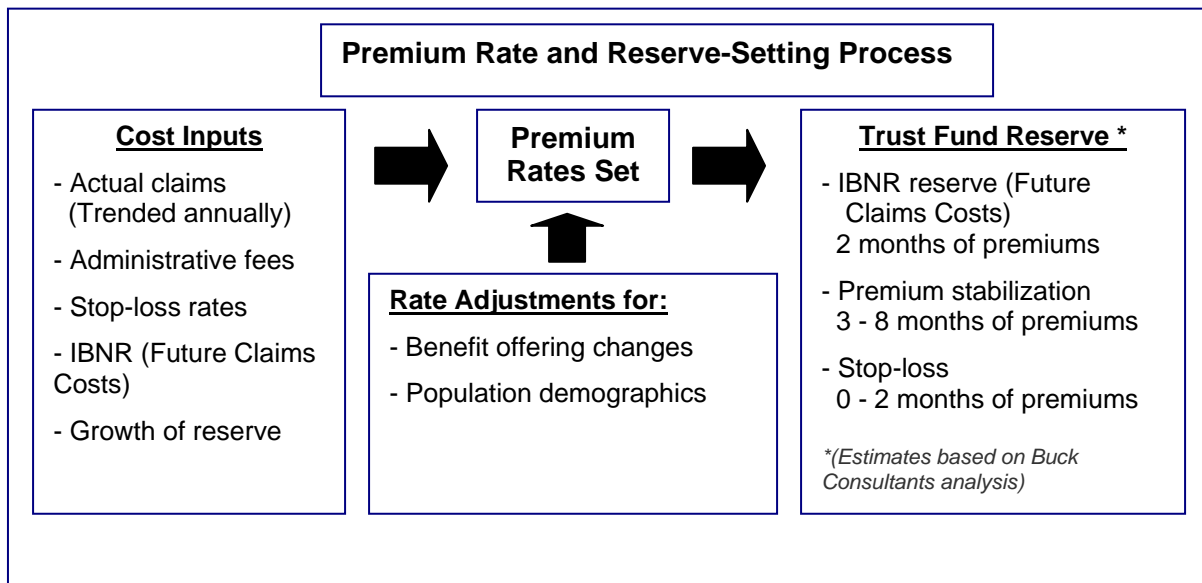 Premium Rate and Reserve-Setting Process
Cost Inputs
- Actual claims
(Trended annually)
- Administrative fees
- Stop-loss rates
- IBNR (Future Claims
Costs)
- Growth of reserve
Premium
Rates Set
Rate Adjustments for:
- Benefit offering changes
- Population demographics
Trust Fund Reserve *
- IBNR reserve (Future
Claims Costs)
2 months of premiums
- Premium stabilization
3 - 8 months of premiums
- Stop-loss
0 - 2 months of premiums
*(Estimates based on Buck
Consultants analysis)